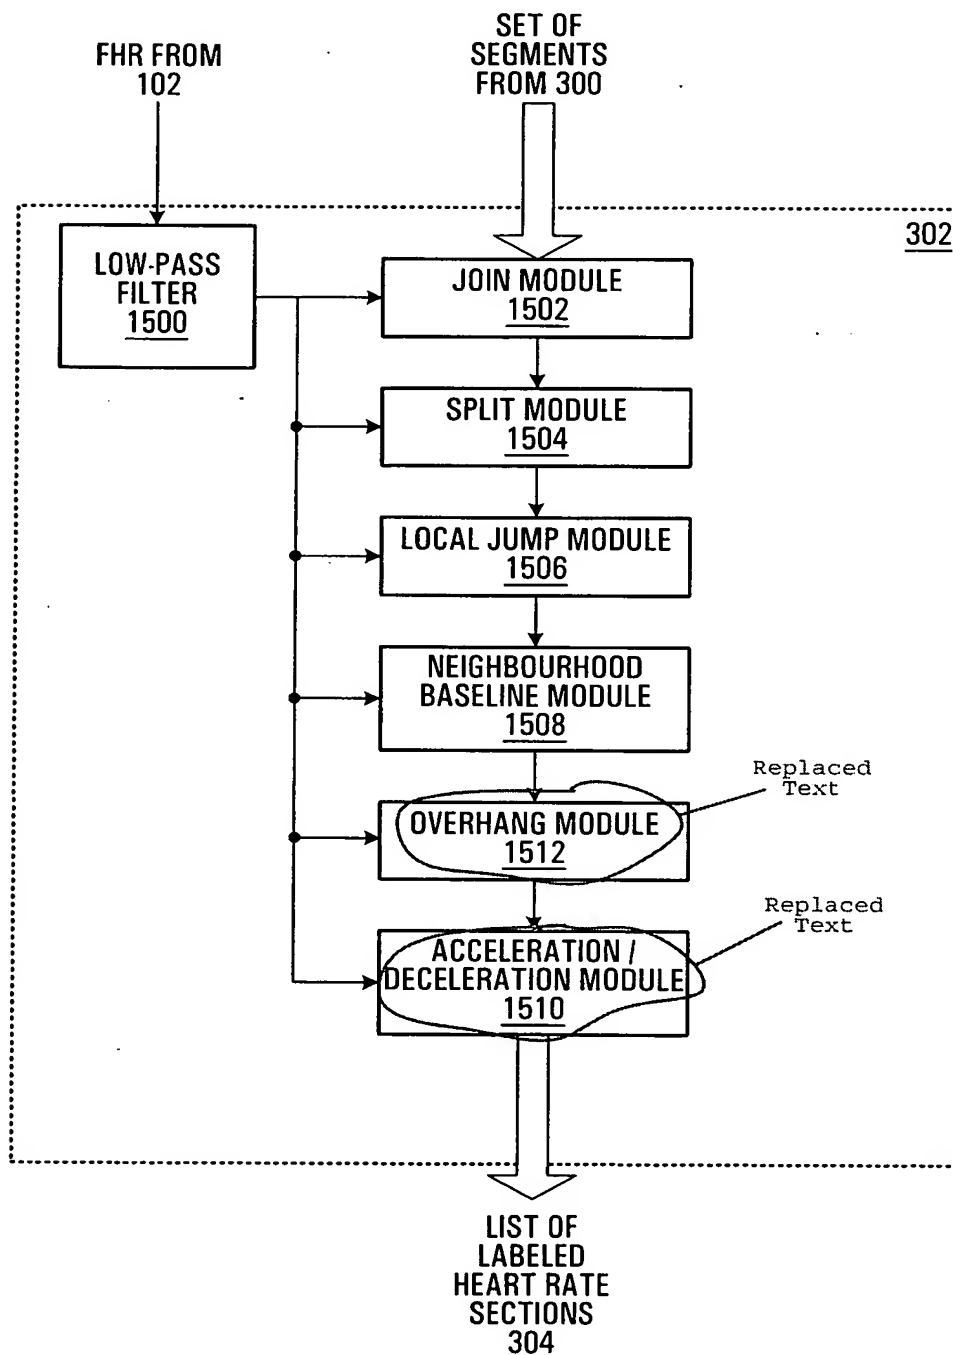 FHR FROM
102
SET OF
SEGMENTS
FROM 300
302
LOW-PASS
FILTER
1500
JOIN MODULE
1502
SPLIT MODULE
1504
LOCAL JUMP MODULE
1506
NEIGHBOURHOOD
BASELINE MODULE
1508
Replaced
Text
OVERHANG MODULE
1512
Replaced
Text
ACCELERATION /
DECELERATION MODULE
1510
LIST OF
LABELED
HEART RATE
SECTIONS
304